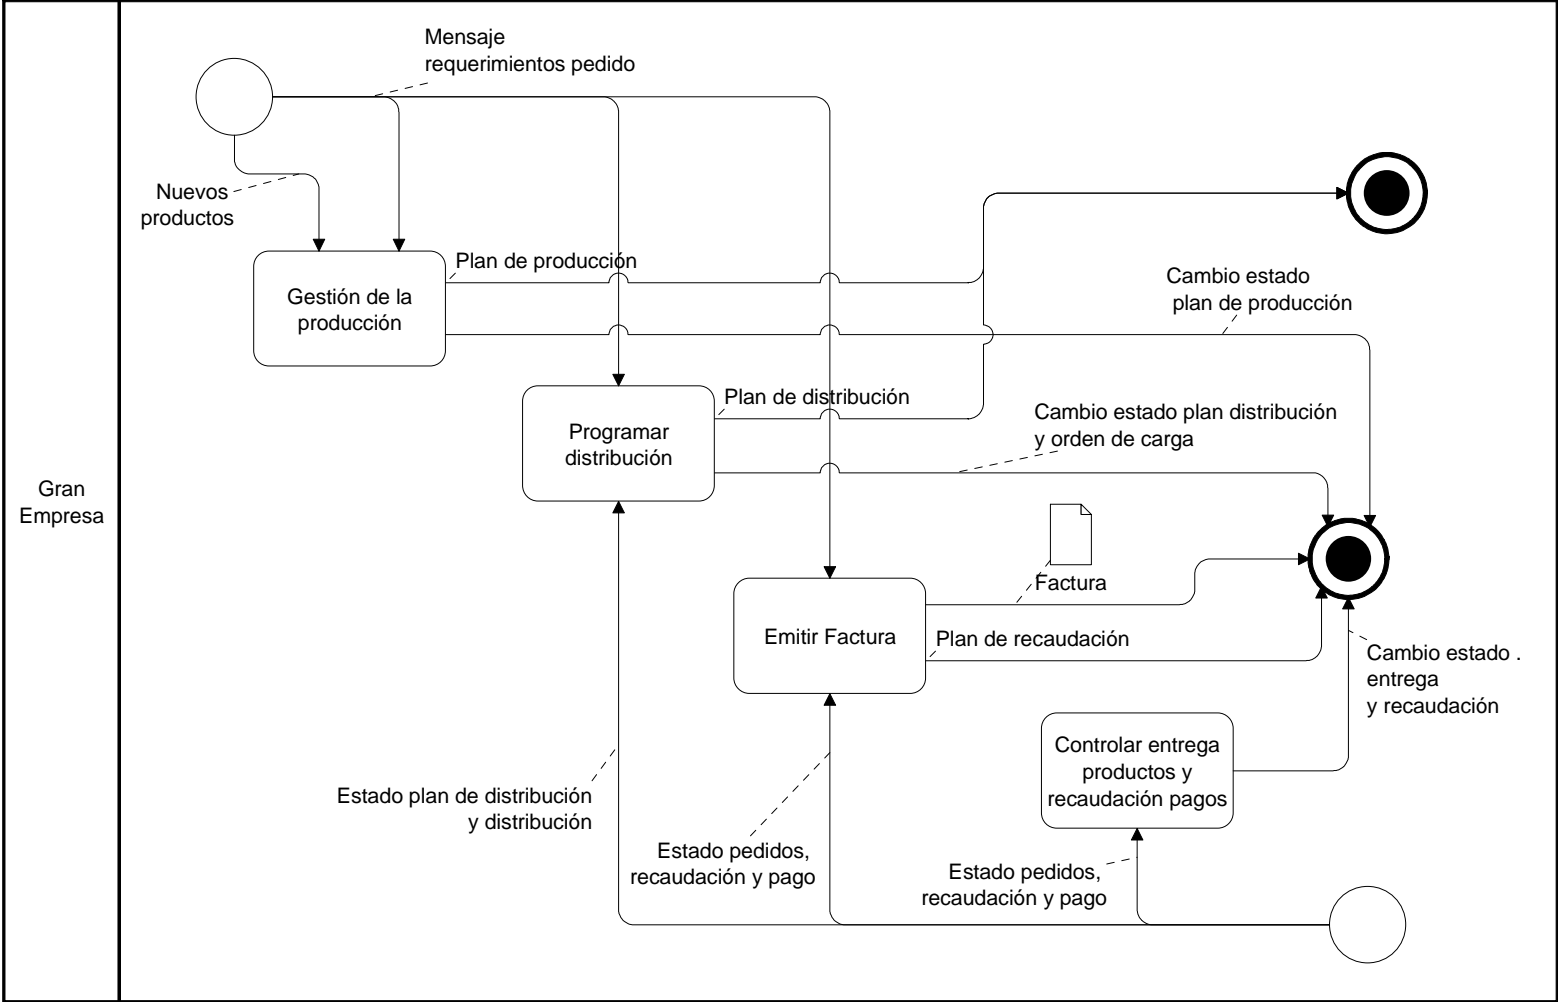 Mensaje
requerimientos pedido
Nuevos
productos
Plan de producción
Gestión de la
producción
Cambio estado
plan de producción
Plan de distribución
Programar
distribución
Cambio estado plan distribución
y orden de carga
Gran
Empresa
Factura
Emitir Factura
Plan de recaudación
Cambio estado .
entrega
y recaudación
Controlar entrega
productos y
recaudación pagos
Estado plan de distribución
y distribución
Estado pedidos,
recaudación y pago
Estado pedidos,
recaudación y pago